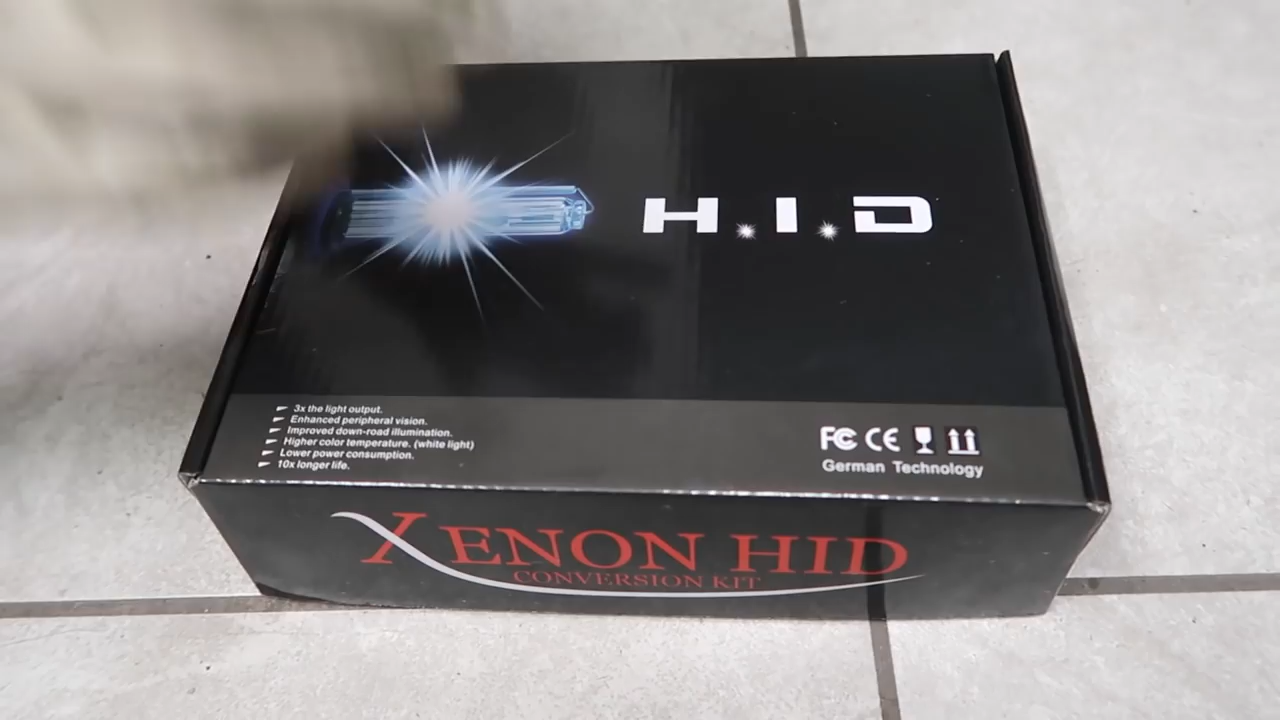 H.I.D
3x the light output.
Enhanced peripheral vision.
Improved down-road illumination.
Higher color temperature. (white light)
Lower power consumption.
10x longer life.
FC CE
German Technology
XENON HID
CONVERSION KIT